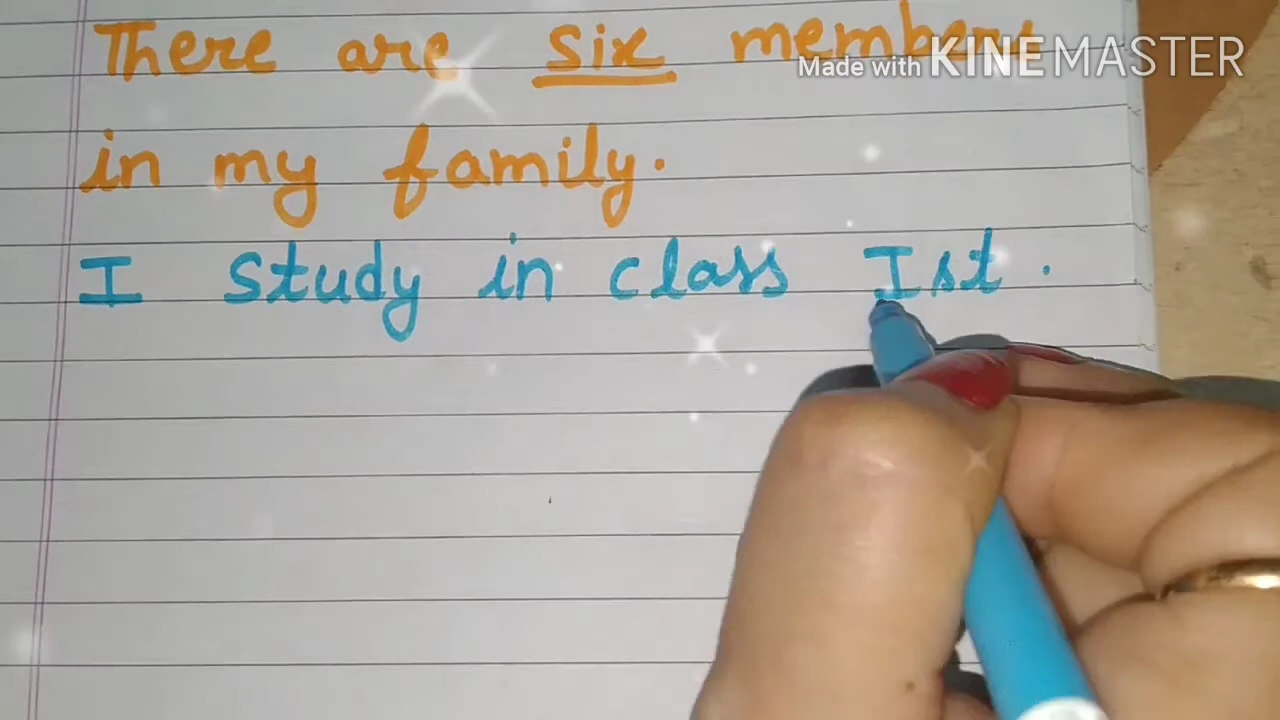 There are six members
Made with KINEMASTER
in my family.
I study in class Ist.